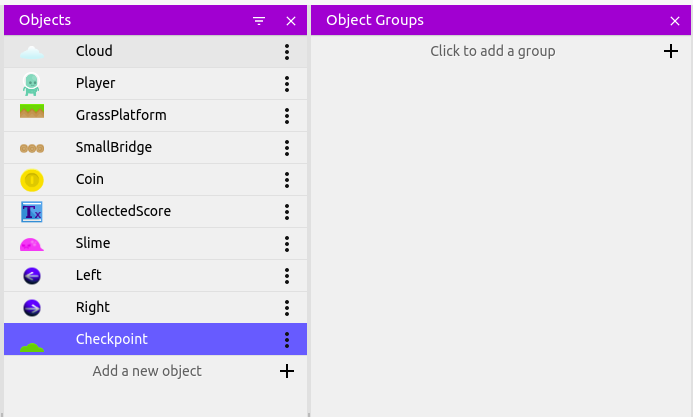 Objects
Object Groups
Cloud
Click to add a group
Player
GrassPlatform
SmallBridge
Coin
Tx
CollectedScore
Slime
Left
Right
Checkpoint
Add a new object